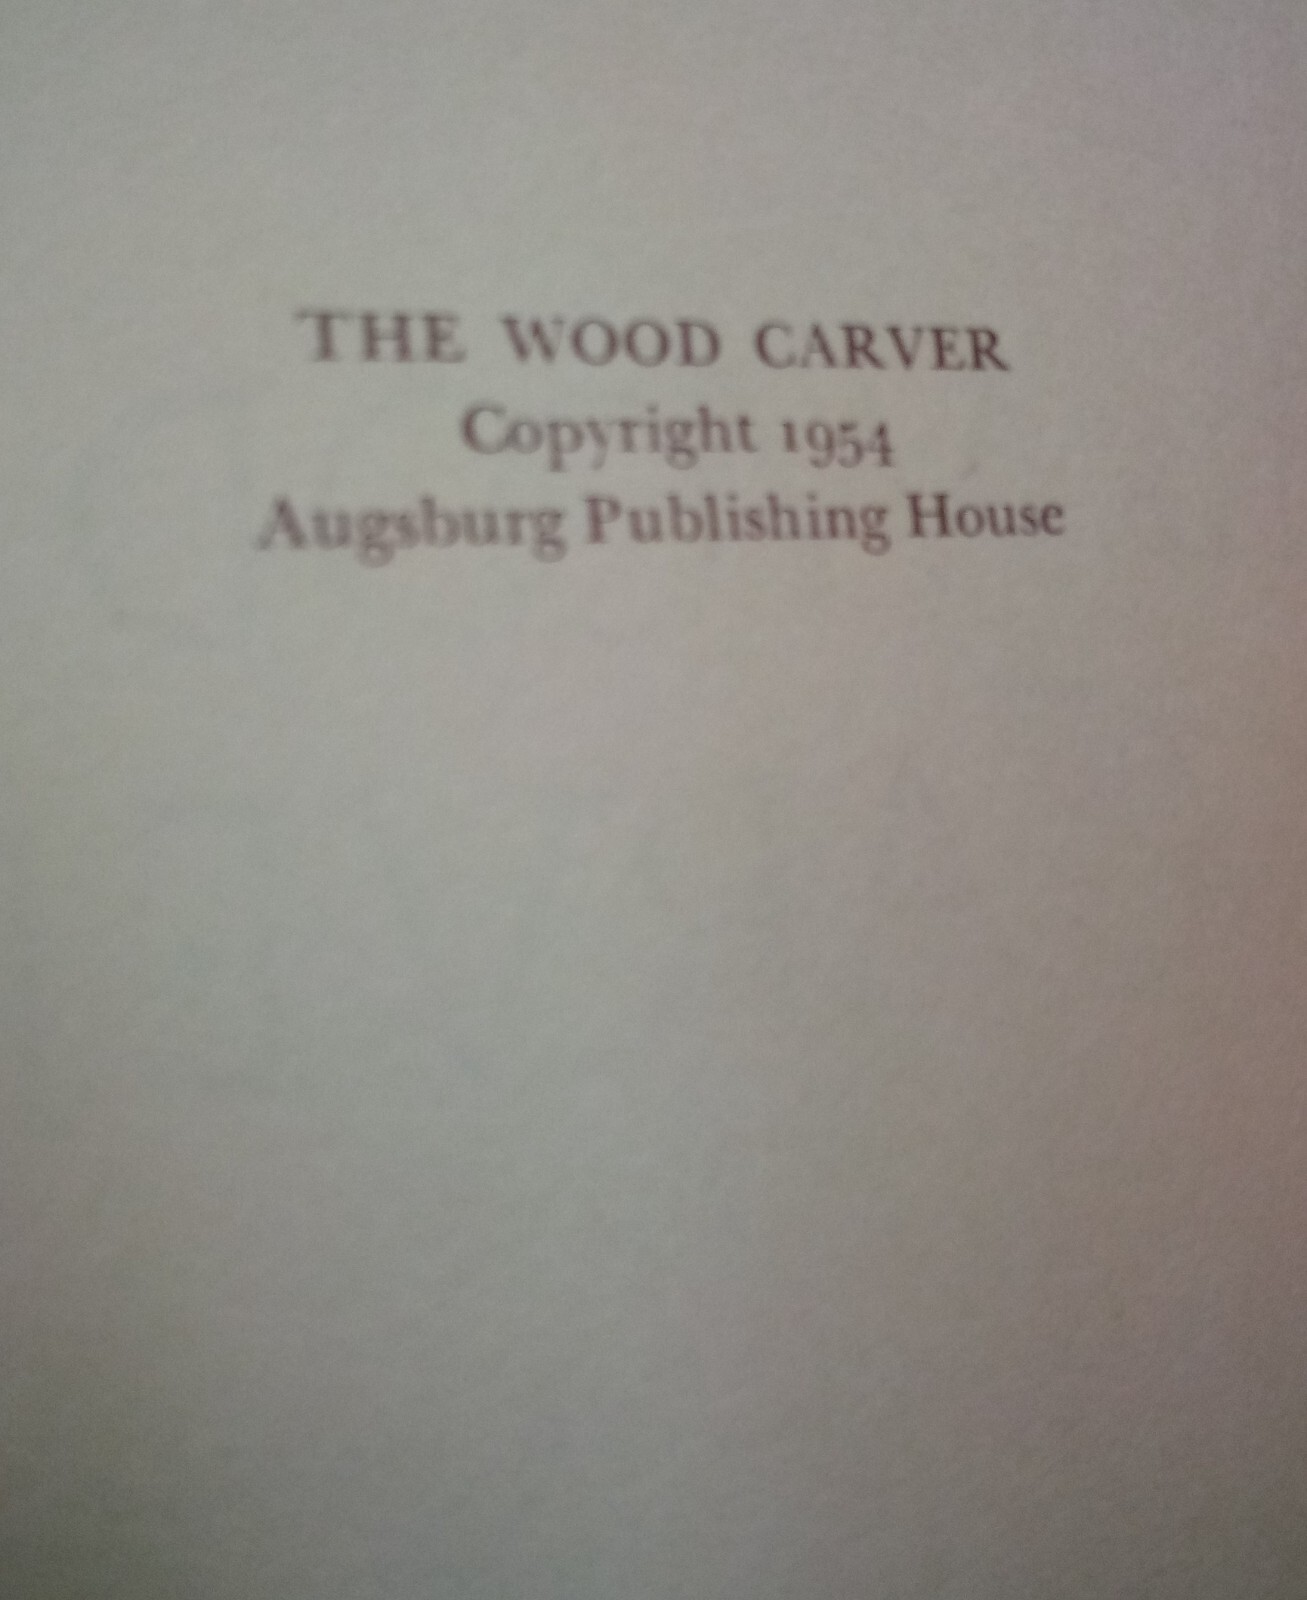 THE WOOD CARVER
Copyright 1954
Augsburg Publishing House